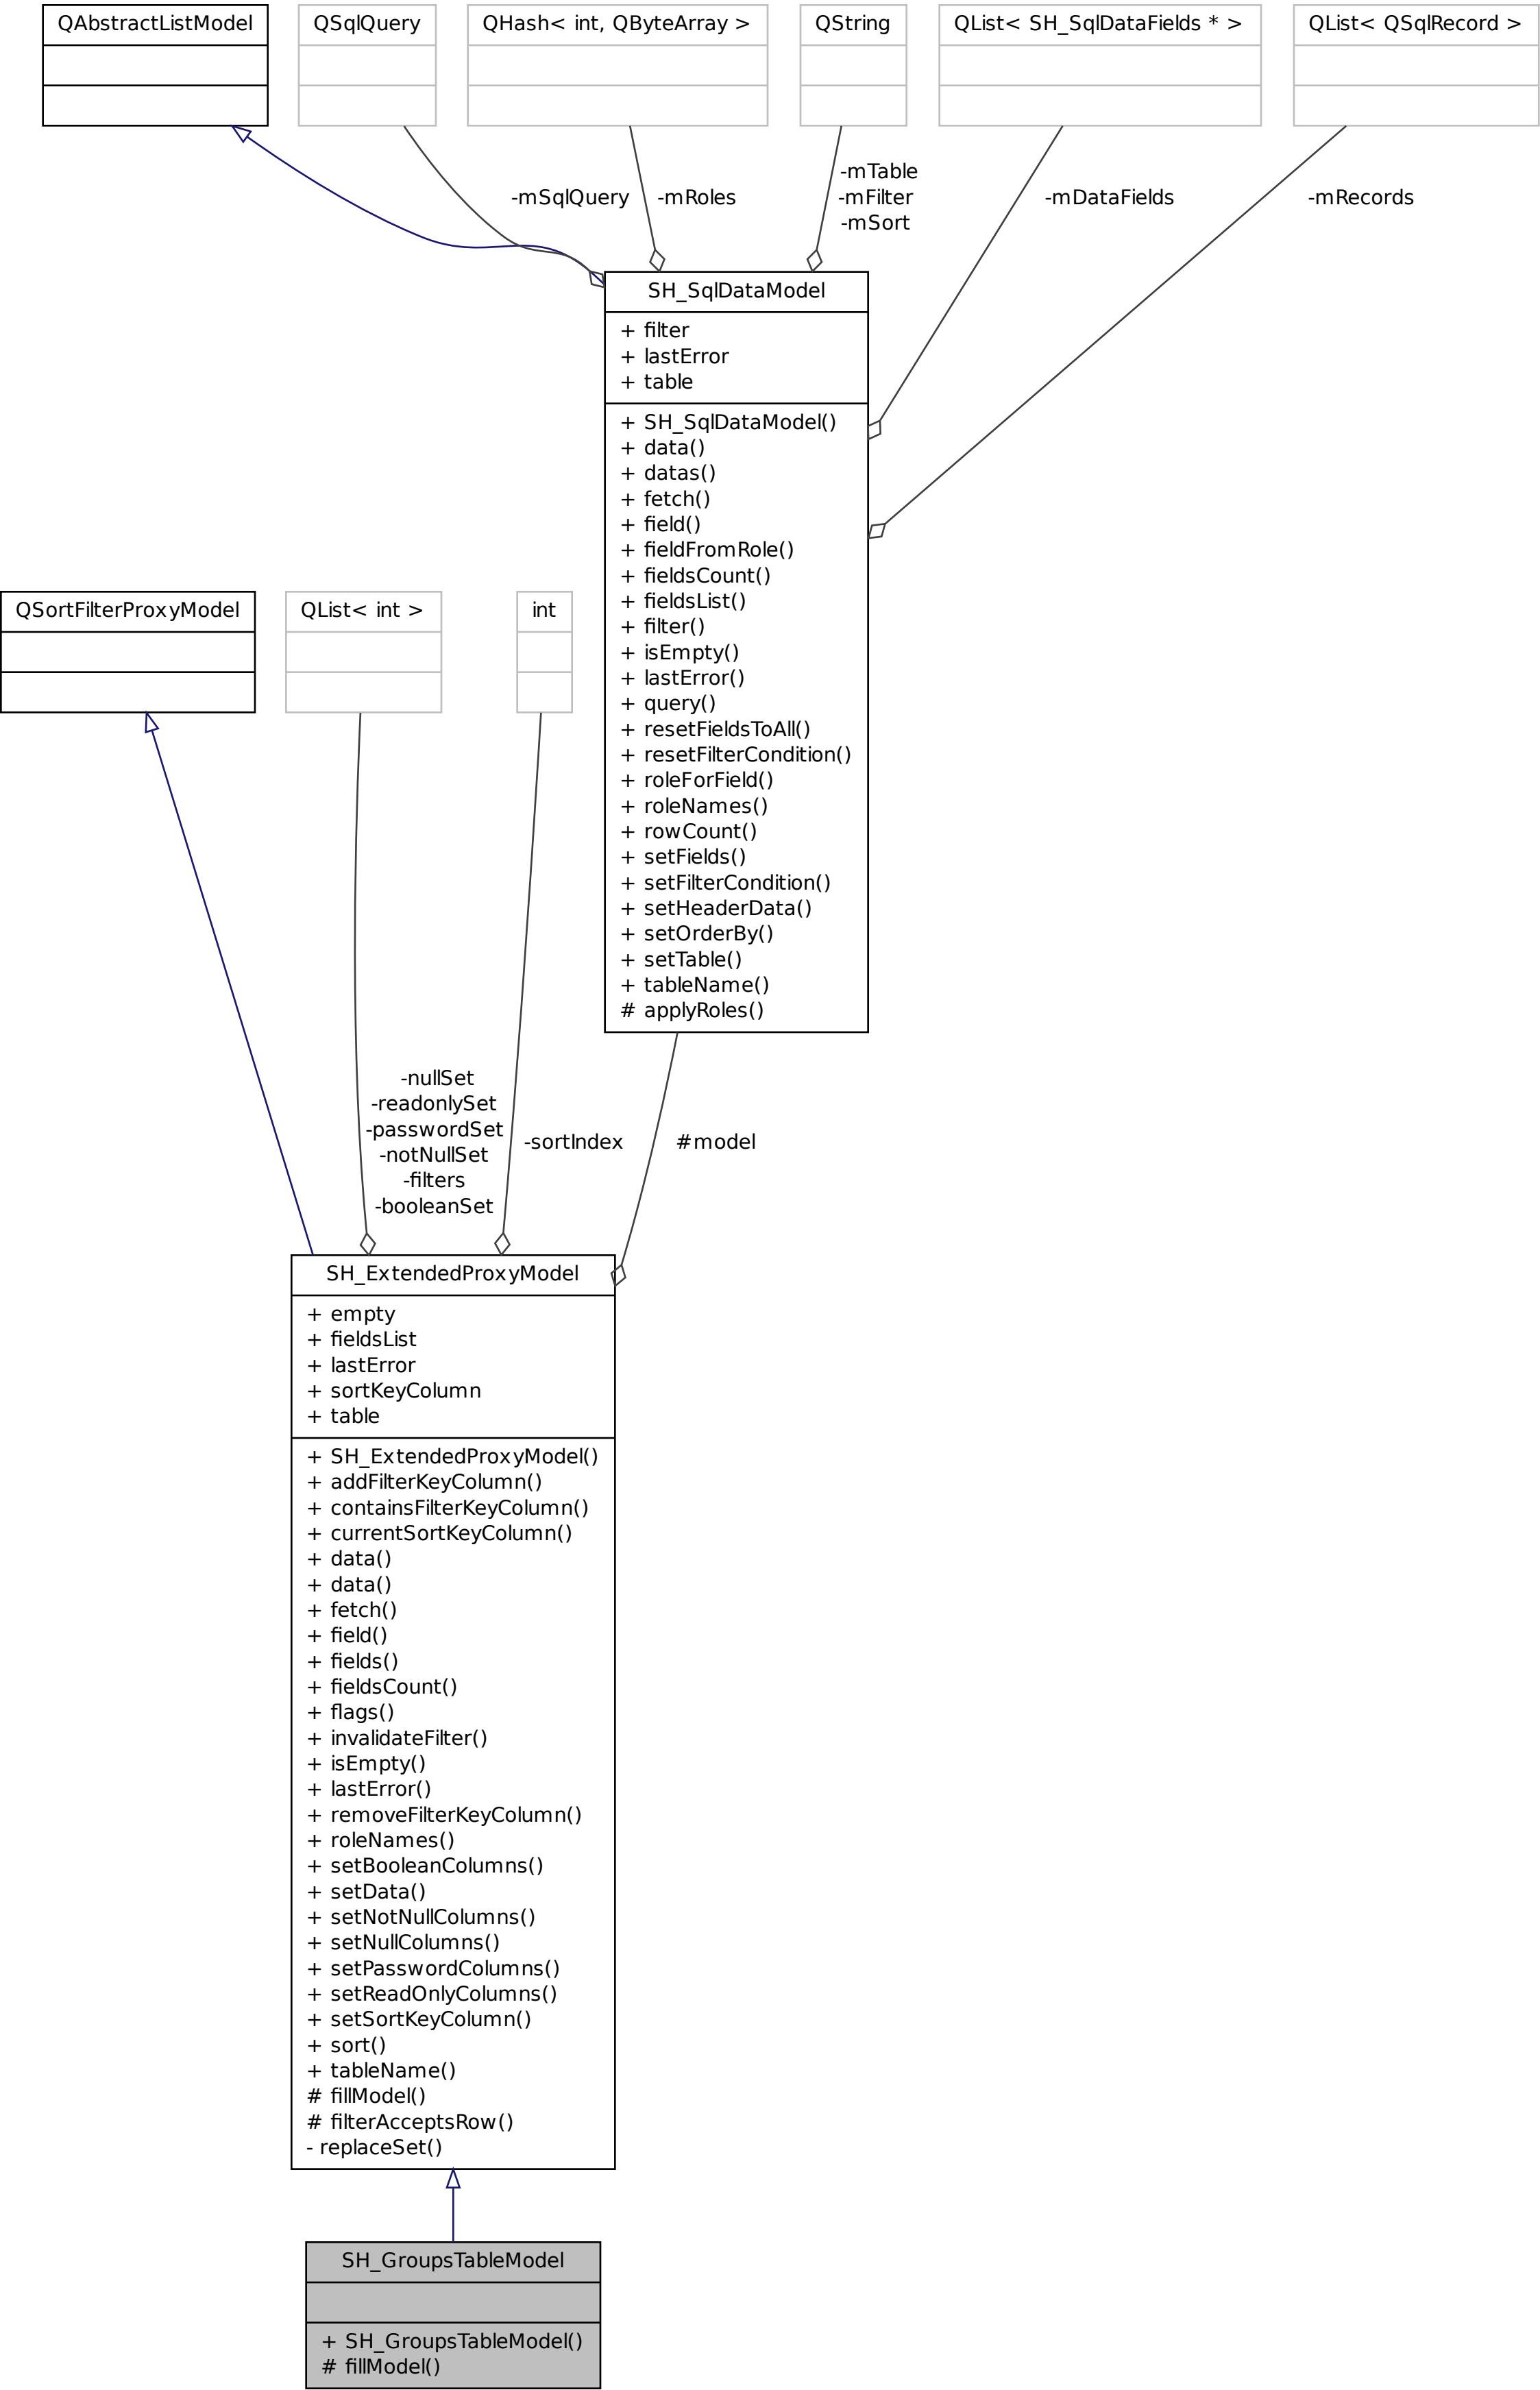 QAbstractListModel
QSqlQuery
QHash< int, QByteArray >
QString
QList< SH_SqlDataFields * >
QList< QSqlRecord >
-mSqlQuery
-mRoles
-mTable
-mFilter
-mSort
-mDataFields
-mRecords
SH_SqlDataModel
+ filter
+ lastError
+ table
+ SH_SqlDataModel()
+ data()
+ datas()
+ fetch()
+ field()
+ fieldFromRole()
+ fieldsCount()
+ fieldsList()
+ filter()
+ isEmpty()
+ lastError()
+ query()
+ resetFieldsToAll()
+ resetFilterCondition()
+ roleForField()
+ roleNames()
+ rowCount()
+ setFields()
+ setFilterCondition()
+ setHeaderData()
+ setOrderBy()
+ setTable()
+ tableName()
# applyRoles()
QSortFilterProxyModel
QList< int >
int
-nullSet
-readonlySet
-passwordSet
-notNullSet
-filters
-booleanSet
-sortIndex
#model
SH_ExtendedProxyModel
+ empty
+ fieldsList
+ lastError
+ sortKeyColumn
+ table
+ SH_ExtendedProxyModel()
+ addFilterKeyColumn()
+ containsFilterKeyColumn()
+ currentSortKeyColumn()
+ data()
+ data()
+ fetch()
+ field()
+ fields()
+ fieldsCount()
+ flags()
+ invalidateFilter()
+ isEmpty()
+ lastError()
+ removeFilterKeyColumn()
+ roleNames()
+ setBooleanColumns()
+ setData()
+ setNotNullColumns()
+ setNullColumns()
+ setPasswordColumns()
+ setReadOnlyColumns()
+ setSortKeyColumn()
+ sort()
+ tableName()
# fillModel()
# filterAcceptsRow()
- replaceSet()
SH_GroupsTableModel
+ SH_GroupsTableModel()
# fillModel()